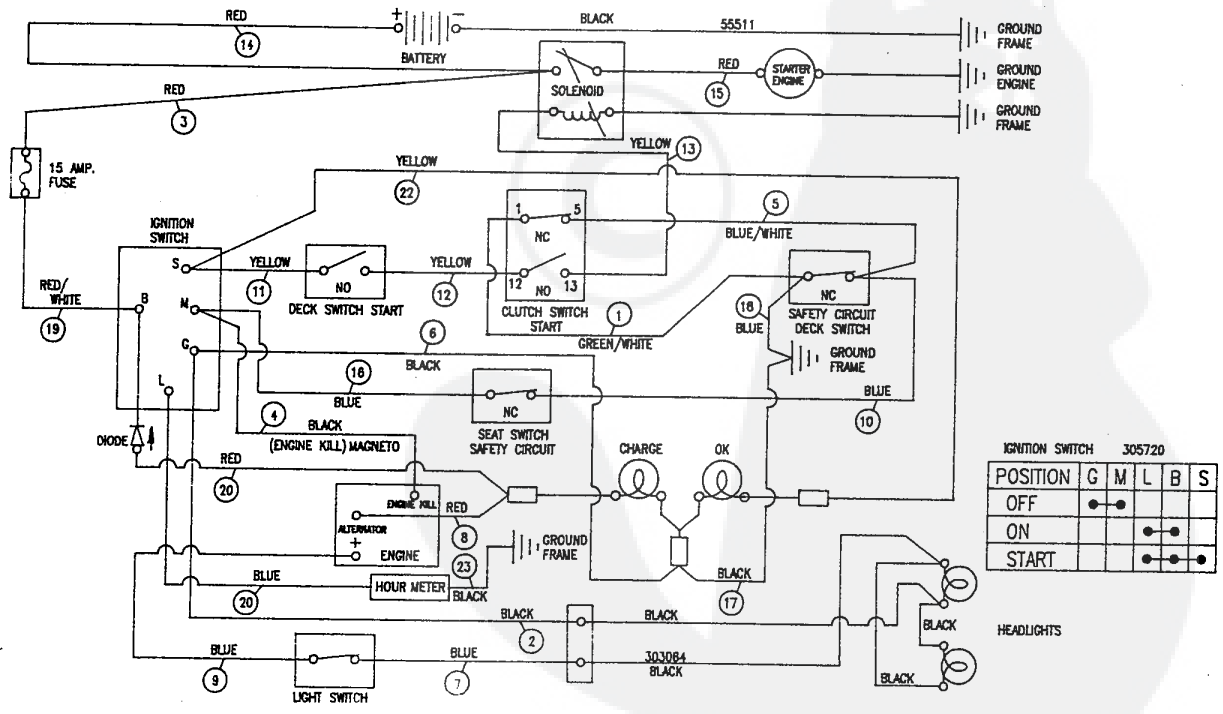 RED
14
+
−
BATTERY
BLACK
55511
GROUND
FRAME
RED
3
SOLENOID
RED
15
STARTER
ENGINE
GROUND
ENGINE
GROUND
FRAME
15 AMP.
FUSE
YELLOW
13
YELLOW
22
IGNITION
SWITCH
S
M
B
G
L
YELLOW
11
NO
DECK SWITCH START
YELLOW
12
1
5
NC
12
13
NO
CLUTCH SWITCH
START
5
BLUE/WHITE
NC
SAFETY CIRCUIT
DECK SWITCH
RED/
WHITE
19
1
GREEN/WHITE
18
BLUE
GROUND
FRAME
6
BLACK
16
BLUE
NC
SEAT SWITCH
SAFETY CIRCUIT
BLUE
10
4
BLACK
(ENGINE KILL) MAGNETO
DIODE
RED
20
CHARGE
OK
ENGINE KILL
ALTERNATOR
+
ENGINE
RED
8
GROUND
FRAME
23
BLACK
BLUE
20
HOUR METER
BLACK
17
BLACK
2
BLACK
BLUE
9
LIGHT SWITCH
BLUE
7
303084
BLACK
BLACK
BLACK
HEADLIGHTS
IGNITION SWITCH 305720
POSITION G M L B S
OFF
ON
START
©